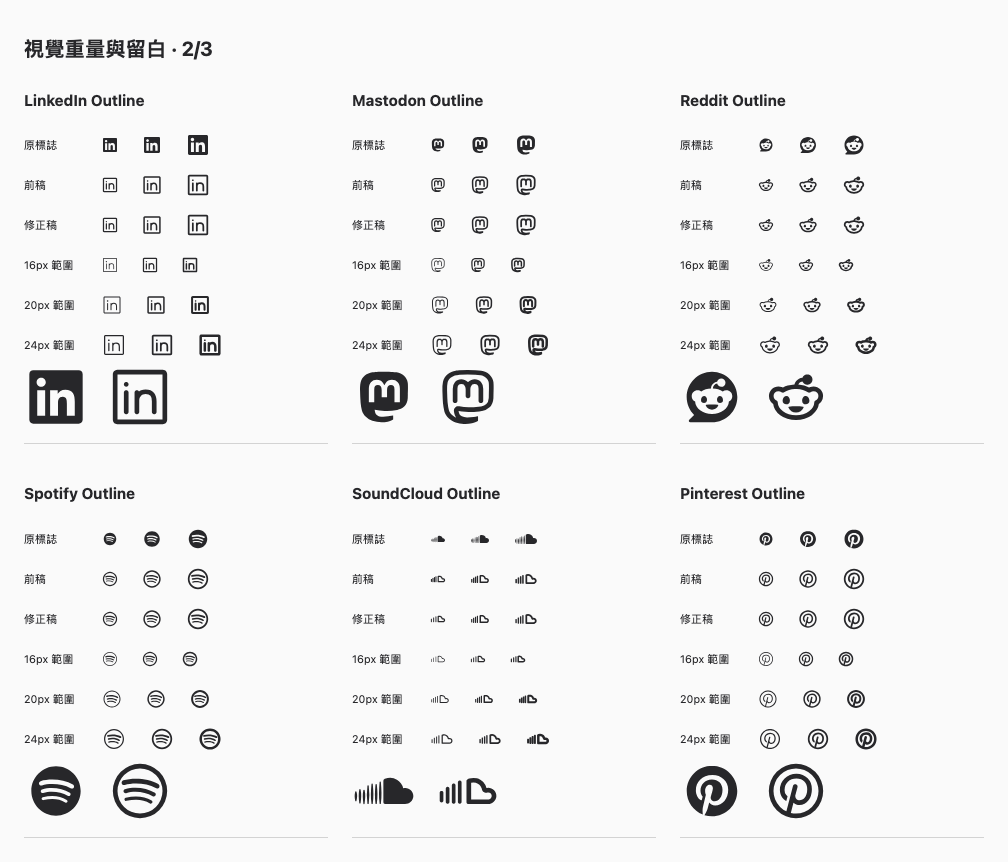 視覺重量與留白 · 2/3
LinkedIn Outline
原標誌
前稿
修正稿
16px 範圍
20px 範圍
24px 範圍
Mastodon Outline
原標誌
前稿
修正稿
16px 範圍
20px 範圍
24px 範圍
Reddit Outline
原標誌
前稿
修正稿
16px 範圍
20px 範圍
24px 範圍
Spotify Outline
原標誌
前稿
修正稿
16px 範圍
20px 範圍
24px 範圍
SoundCloud Outline
原標誌
前稿
修正稿
16px 範圍
20px 範圍
24px 範圍
Pinterest Outline
原標誌
前稿
修正稿
16px 範圍
20px 範圍
24px 範圍